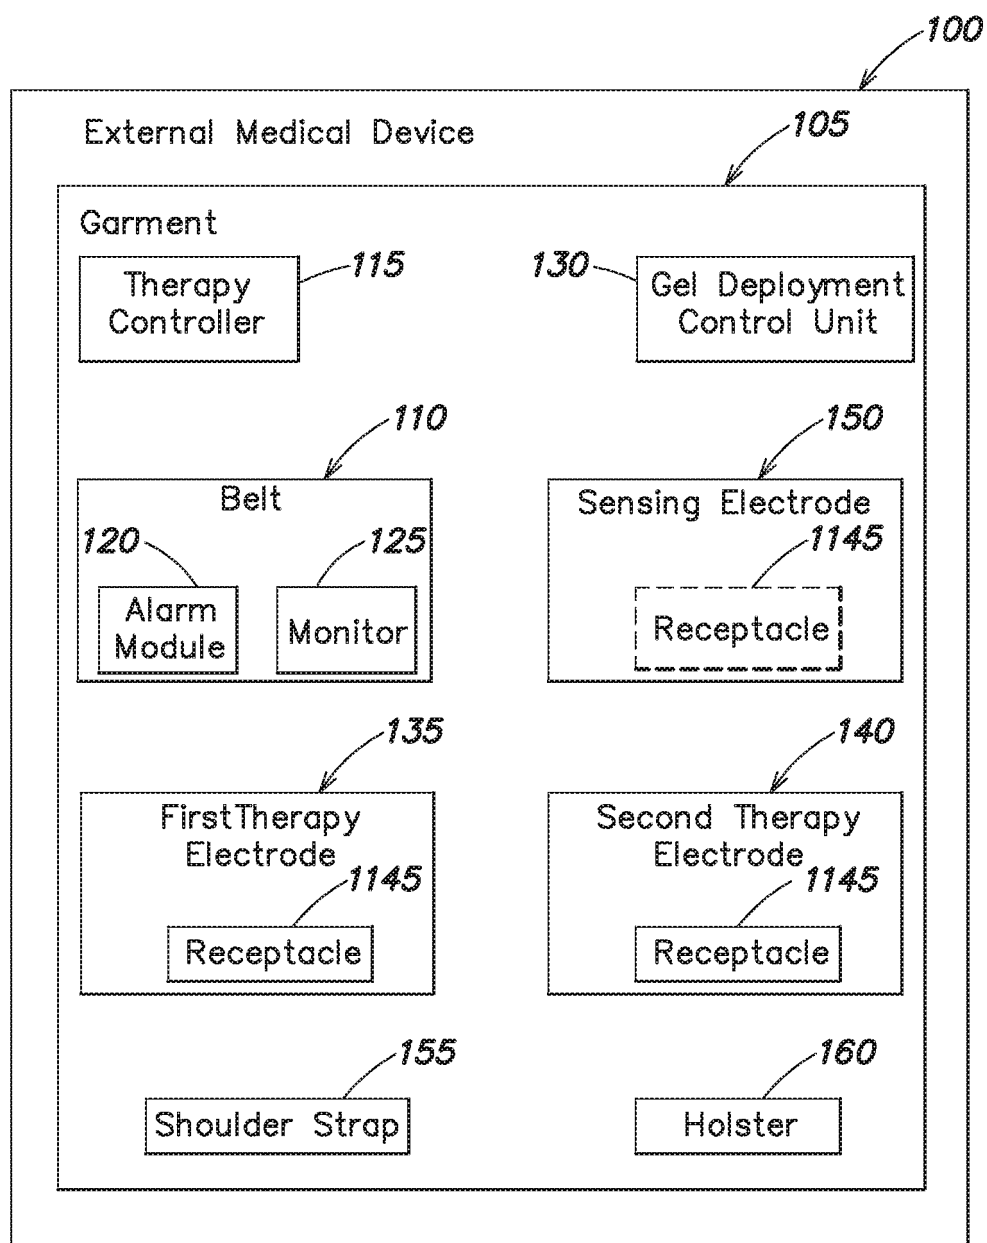 100
External Medical Device
105
Garment
115
Therapy
Controller
130
Gel Deployment
Control Unit
110
Belt
120
125
Alarm
Module
Monitor
150
Sensing Electrode
1145
Receptacle
135
FirstTherapy
Electrode
1145
Receptacle
140
Second Therapy
Electrode
1145
Receptacle
155
Shoulder Strap
160
Holster